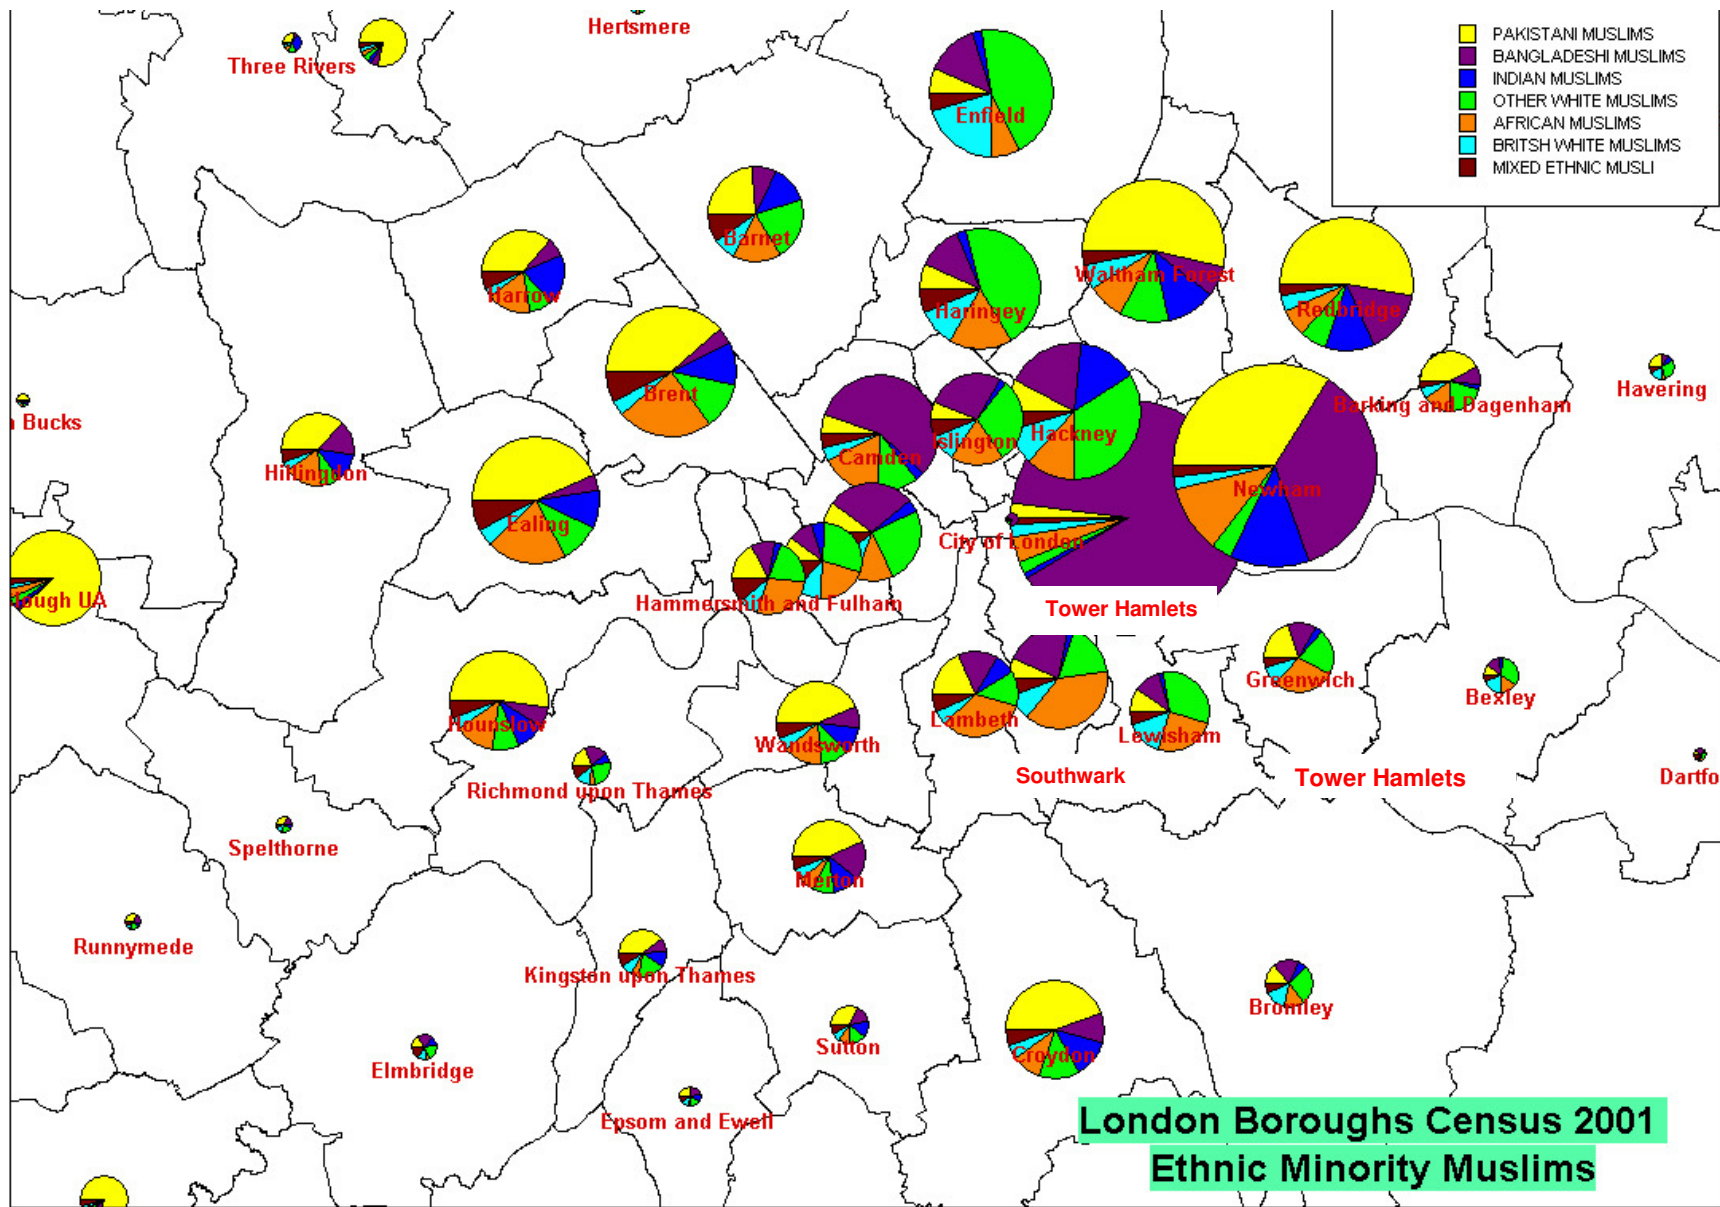 Hertsmere
Three Rivers
PAKISTANI MUSLIMS
BANGLADESHI MUSLIMS
INDIAN MUSLIMS
OTHER WHITE MUSLIMS
AFRICAN MUSLIMS
BRITSH WHITE MUSLIMS
MIXED ETHNIC MUSLI
Enfield
Barnet
Harrow
Haringey
Waltham Forest
Redbridge
Brent
Havering
Barking and Dagenham
Bucks
Hillingdon
Camden
Islington
Hackney
Newham
Ealing
City of London
Hammersmith and Fulham
ough UA
Tower Hamlets
Greenwich
Bexley
Hounslow
Wandsworth
Lambeth
Lewisham
Southwark
Tower Hamlets
Dartfo
Richmond upon Thames
Spelthorne
Merton
Runnymede
Kingston upon Thames
Bromley
Sutton
Croydon
Elmbridge
Epsom and Ewell
London Boroughs Census 2001
Ethnic Minority Muslims